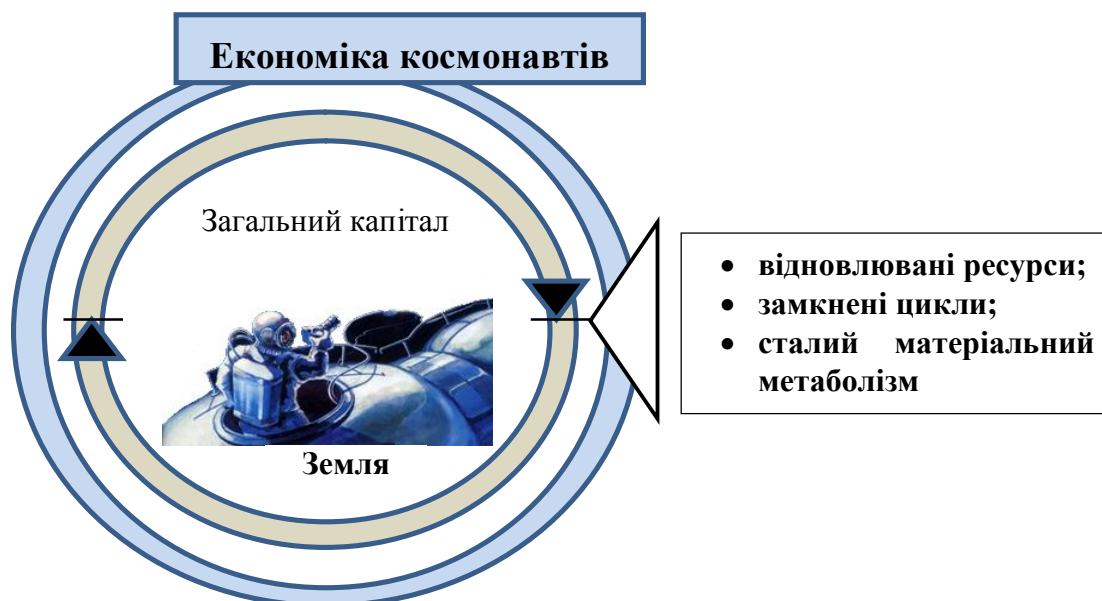 Економіка космонавтів
Загальний капітал
Земля
• відновлювані ресурси;
• замкнені цикли;
• сталий матеріальний
метаболізм